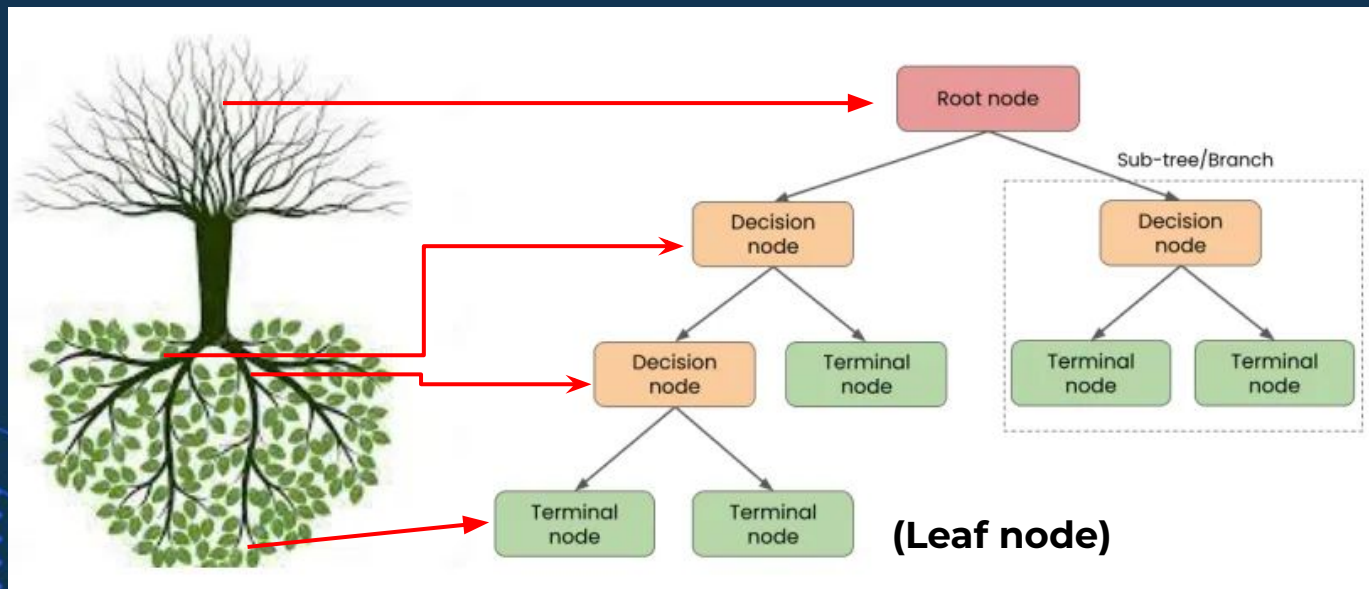 Root node
Sub-tree/Branch
Decision
node
Decision
node
Decision
node
Terminal
node
Terminal
node
Terminal
node
Terminal
node
Terminal
node
(Leaf node)